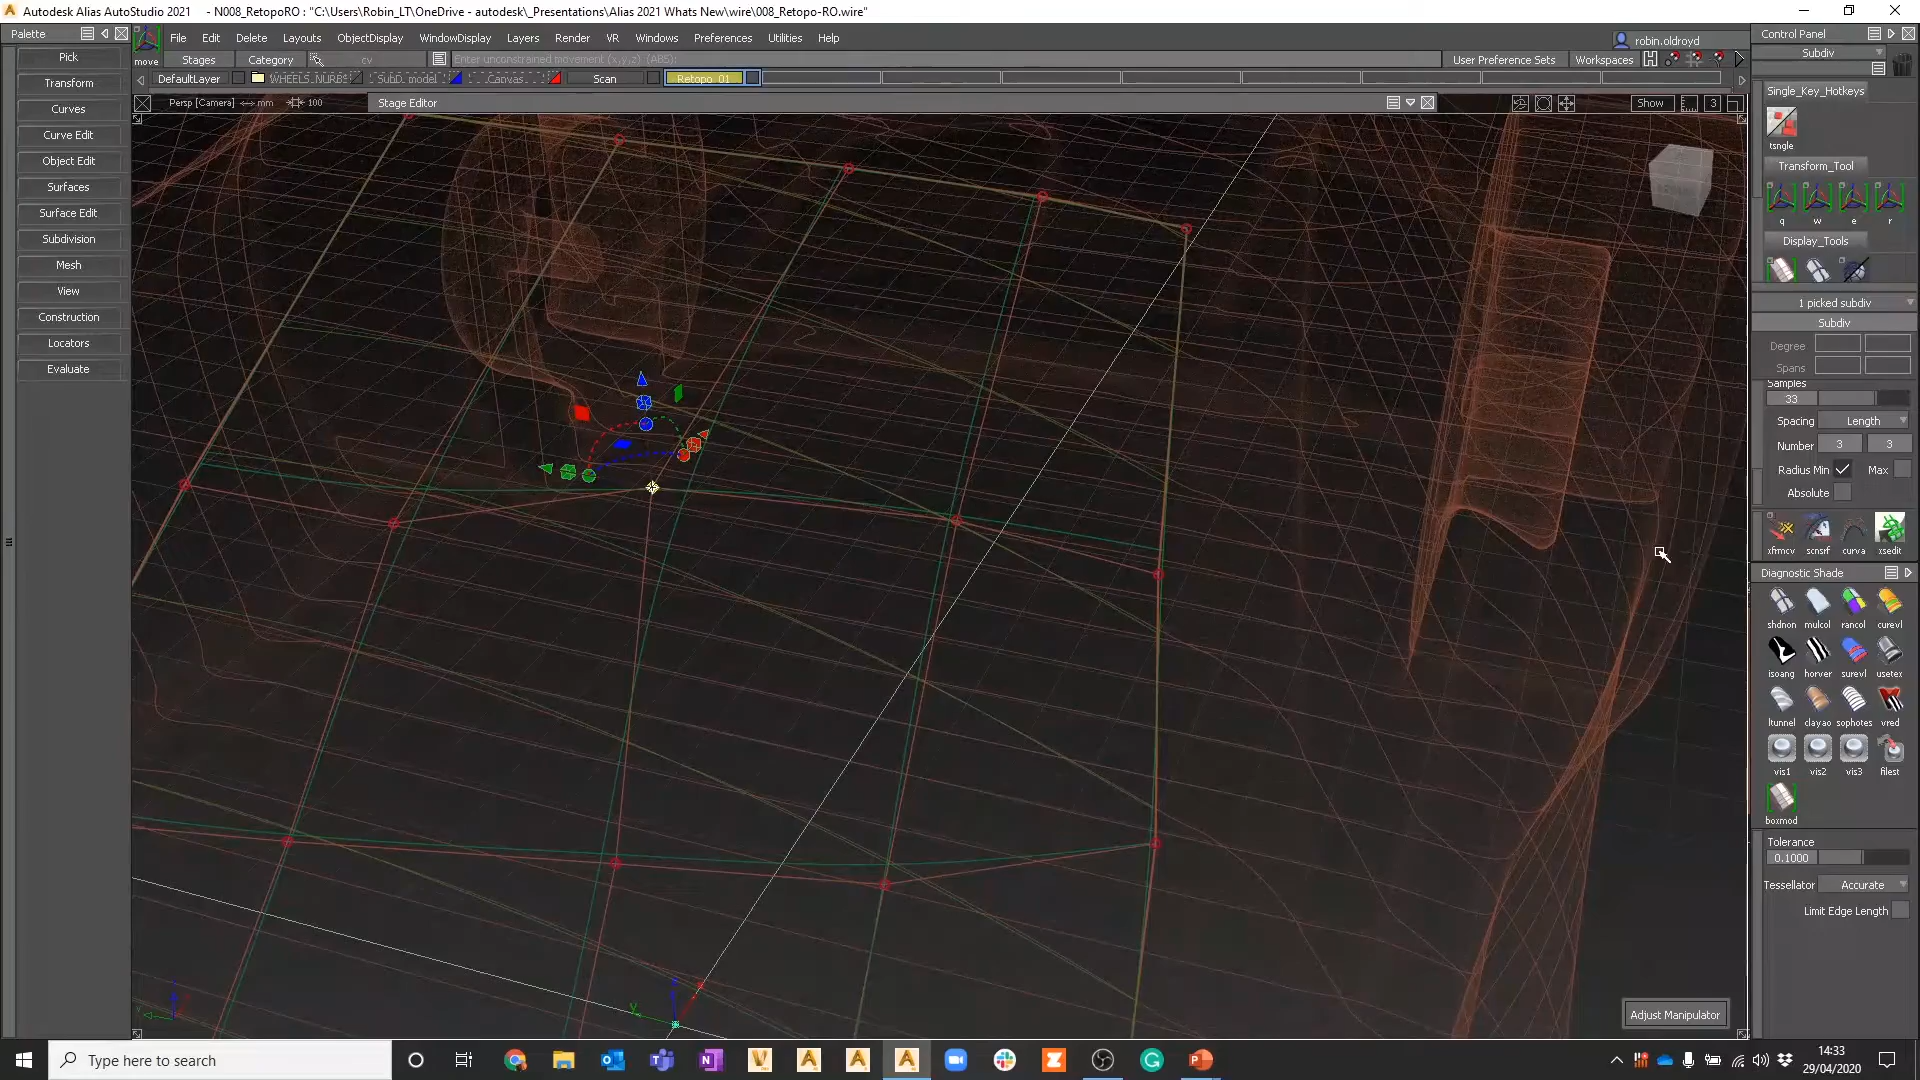 Autodesk Alias AutoStudio 2021 - N008_RetopoRO : "C:\Users\Robin_LT\OneDrive - autodesk\_Presentations\Alias 2021 Whats New\wire\008_Retopo-RO.wire"
Palette
Pick
Transform
Curves
Curve Edit
Object Edit
Surfaces
Surface Edit
Subdivision
Mesh
View
Construction
Locators
Evaluate
move
File Edit Delete Layouts ObjectDisplay WindowDisplay Layers Render VR Windows Preferences Utilities Help
robin.oldroyd
Stages Category cv Enter unconstrained movement (x,y,z) (ABS): User Preference Sets Workspaces
DefaultLayer WHEELS_NURBS SubD_model Canvas Scan Retopo_01
Persp [Camera] mm 100 Stage Editor Show 3
Adjust Manipulator
Control Panel
Subdiv
Single_Key_Hotkeys
tsngle
Transform_Tool
q w e r
Display_Tools
1 picked subdiv
Subdiv
Degree
Spans
Samples
33
Spacing Length
Number 3 3
Radius Min Max
Absolute
xfrmcv scnsrf curva xsedit
Diagnostic Shade
shdnon mulcol rancol curevl
isoang horver surevl usetex
ltunnel clayao sophotes vred
vis1 vis2 vis3 filest
boxmod
Tolerance
0.1000
Tessellator Accurate
Limit Edge Length
Type here to search
14:33
29/04/2020